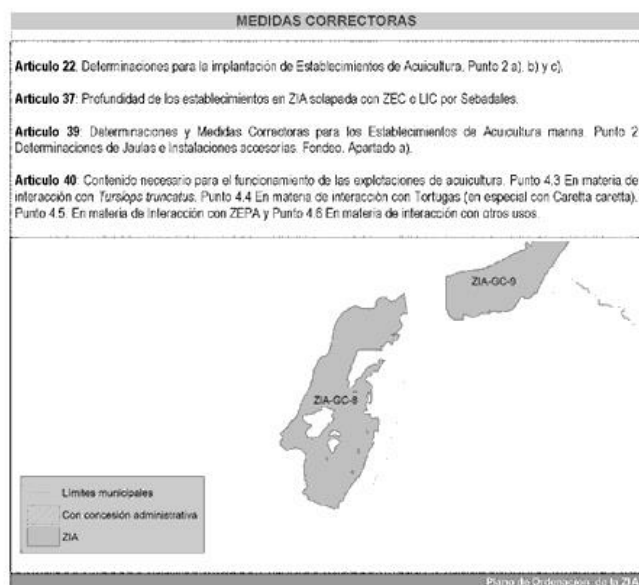 MEDIDAS CORRECTORAS
Artículo 22. Determinaciones para la implantación de Establecimientos de Acuicultura. Punto 2 a), b) y c).
Artículo 37: Profundidad de los establecimientos en ZIA solapada con ZEC o LIC por Sebadales.
Artículo 39: Determinaciones y Medidas Correctoras para los Establecimientos de Acuicultura marina. Punto 2
Determinaciones de Jaulas e Instalaciones accesorias. Fondeo. Apartado a).
Artículo 40: Contenido necesario para el funcionamiento de las explotaciones de acuicultura. Punto 4.3 En materia de
interacción con Tursiops truncatus. Punto 4.4 En materia de interacción con Tortugas (en especial con Caretta caretta).
Punto 4.5. En materia de Interacción con ZEPA y Punto 4.6 En materia de interacción con otros usos.
ZIA-GC-9
ZIA-GC-8
Límites municipales
Con concesión administrativa
ZIA
Plano de Ordenación de la ZIA